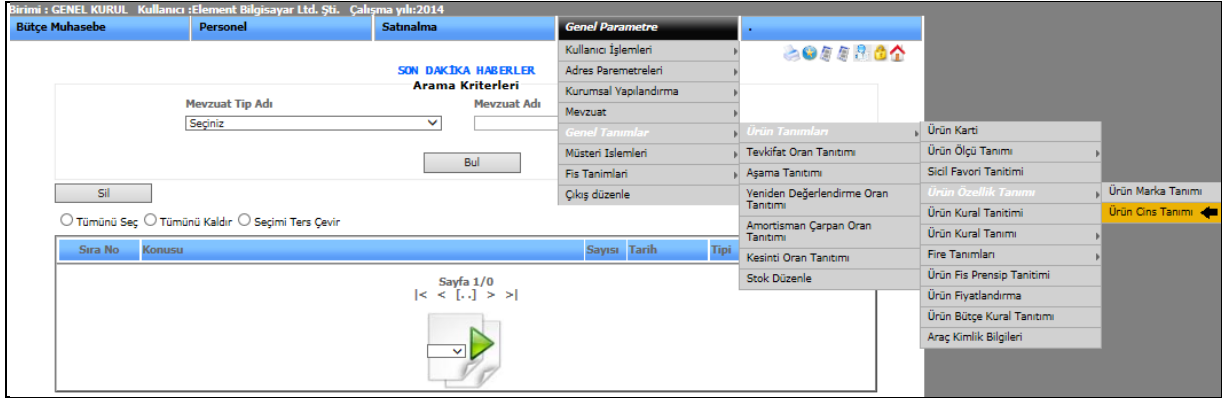 Birimi : GENEL KURUL Kullanıcı :Element Bilgisayar Ltd. Şti. Çalışma yılı:2014
Bütçe Muhasebe Personel Satınalma Genel Parametre .
SON DAKİKA HABERLER
Arama Kriterleri
Mevzuat Tip Adı Mevzuat Adı
Seçiniz
Bul
Sil
Tümünü Seç Tümünü Kaldır Seçimi Ters Çevir
Sıra No Konusu Sayısı Tarih Tipi
Sayfa 1/0
|< < [..] > >|
Kullanıcı İşlemleri
Adres Paremetreleri
Kurumsal Yapılandırma
Mevzuat
Genel Tanımlar
Müsteri Islemleri
Fis Tanimlari
Çıkış düzenle
Ürün Tanımları
Tevkifat Oran Tanıtımı
Aşama Tanıtımı
Yeniden Değerlendirme Oran
Tanıtımı
Amortisman Çarpan Oran
Tanıtımı
Kesinti Oran Tanıtımı
Stok Düzenle
Ürün Karti
Ürün Ölçü Tanımı
Sicil Favori Tanitimi
Ürün Özellik Tanımı
Ürün Kural Tanitimi
Ürün Kural Tanımı
Fire Tanımları
Ürün Fis Prensip Tanitimi
Ürün Fiyatlandırma
Ürün Bütçe Kural Tanıtımı
Araç Kimlik Bilgileri
Ürün Marka Tanımı
Ürün Cins Tanımı